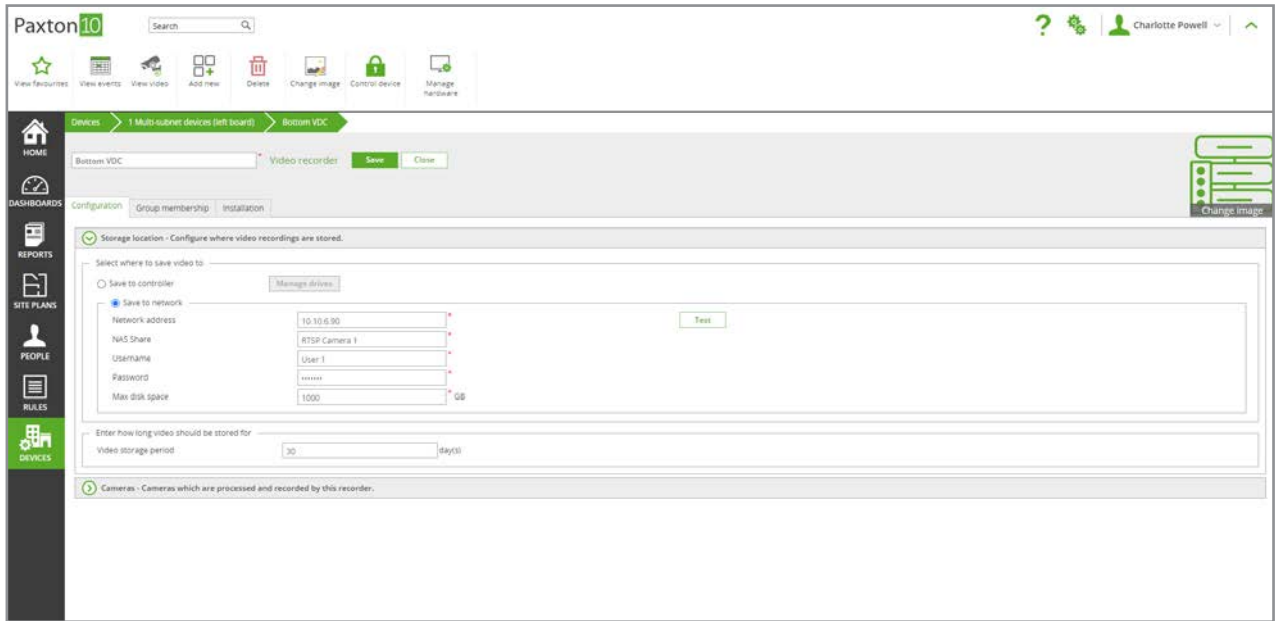 Paxton 10
Search
? Charlotte Powell
View favourites View events View video Add new Delete Change image Control device Manage hardware
HOME
DASHBOARDS
REPORTS
SITE PLANS
PEOPLE
RULES
DEVICES
Devices 1 Multi-subnet devices (left board) Bottom VDC
Bottom VDC * Video recorder Save Close
Change image
Configuration Group membership Installation
Storage location - Configure where video recordings are stored.
Select where to save video to
Save to controller Manage drives
Save to network
Network address 10.10.6.90 * Test
NAS Share RTSP Camera 1 *
Username User 1 *
Password ******* *
Max disk space 1000 * GB
Enter how long video should be stored for
Video storage period 30 day(s)
Cameras - Cameras which are processed and recorded by this recorder.